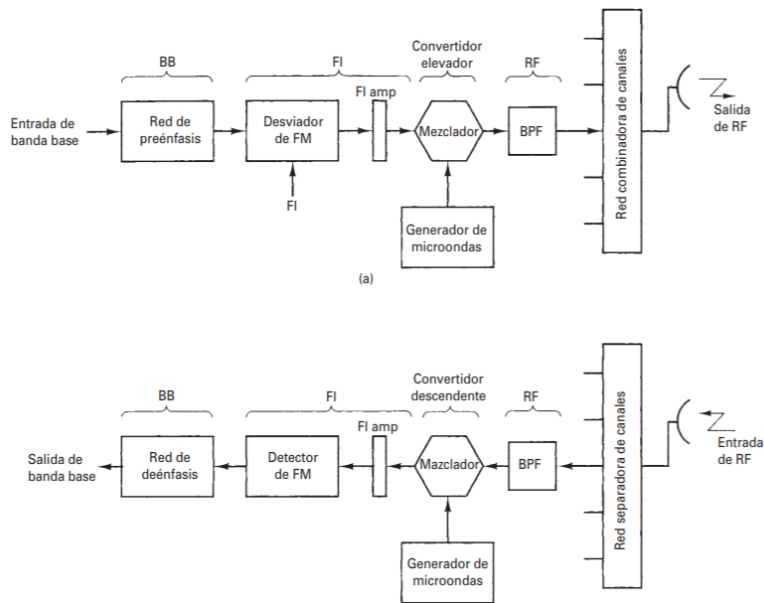 BB
FI
Convertidor
elevador
RF
FI amp
Entrada de
banda base
Red de
preénfasis
Desviador
de FM
Mezclador
BPF
Red combinadora de canales
Salida
de RF
FI
Generador de
microondas
(a)
BB
FI
Convertidor
descendente
RF
FI amp
Salida de
banda base
Red de
deénfasis
Detector
de FM
Mazclador
BPF
Red separadora de canales
Entrada
de RF
Generador de
microondas